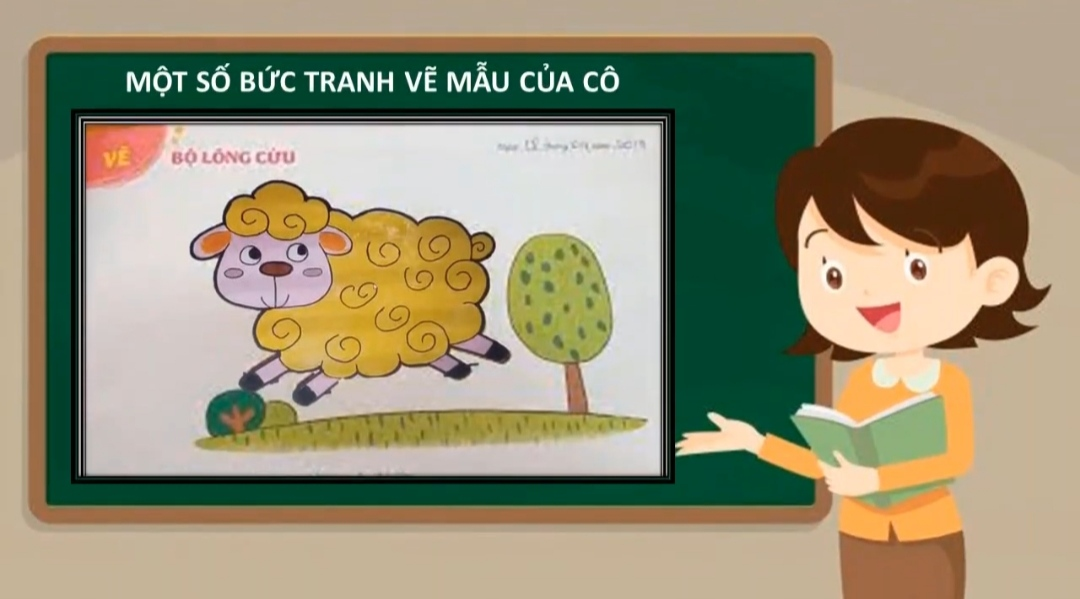 MỘT SỐ BỨC TRANH VẼ MẪU CỦA CÔ
VẼ
BỘ LÔNG CỪU